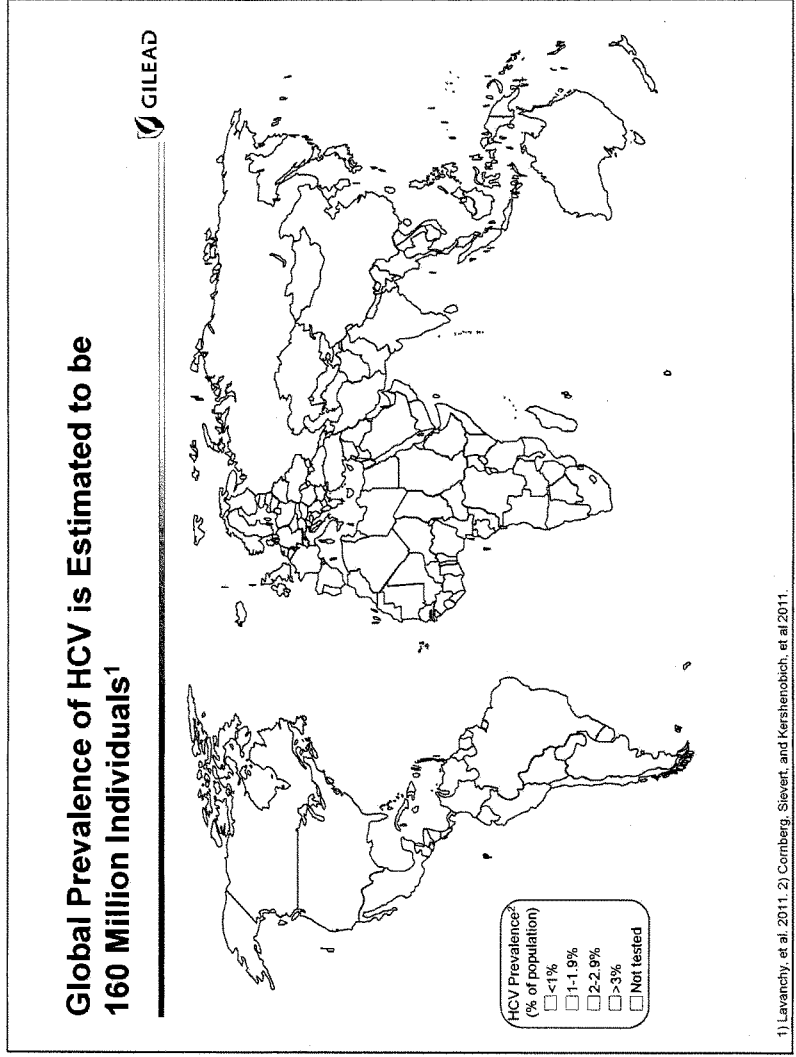 Global Prevalence of HCV is Estimated to be
160 Million Individuals1
GILEAD
HCV Prevalence2
(% of population)
<1%
1-1.9%
2-2.9%
>3%
Not tested
1) Lavanchy, et al. 2011. 2) Cornberg, Sievert, and Kershenobich, et al 2011.